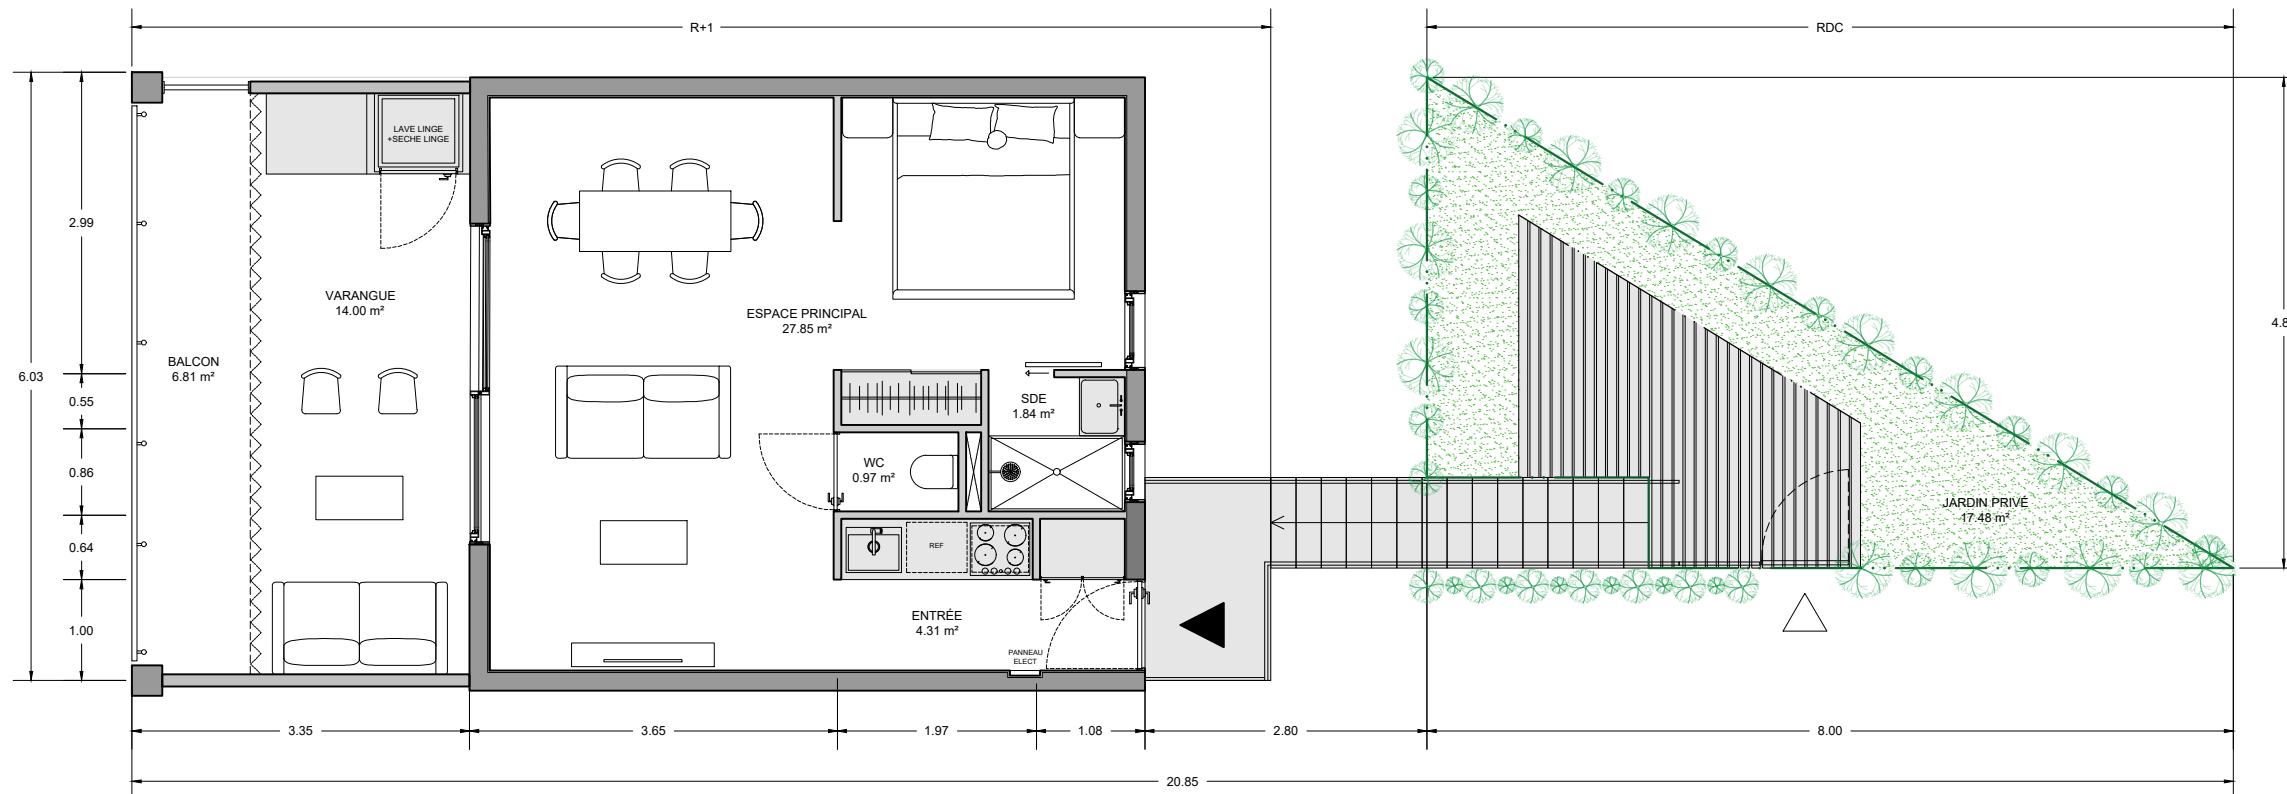 R+1
RDC
LAVE LINGE
+SECHE LINGE
2.99
VARANGUE
14.00 m²
ESPACE PRINCIPAL
27.85 m²
4.8
BALCON
6.81 m²
6.03
0.55
SDE
1.84 m²
0.86
WC
0.97 m²
JARDIN PRIVÉ
17.48 m²
0.64
REF
1.00
ENTRÉE
4.31 m²
PANNEAU
ELECT
3.35
3.65
1.97
1.08
2.80
8.00
20.85